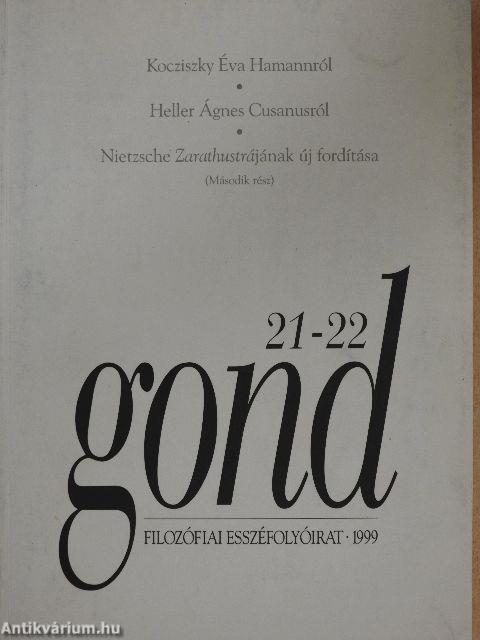 Kocziszky Éva Hamannról
•
Heller Ágnes Cusanusról
•
Nietzsche Zarathustrájának új fordítása
(Második rész)
21-22
gond
FILOZÓFIAI ESSZÉFOLYÓIRAT · 1999
Antikvárium.hu